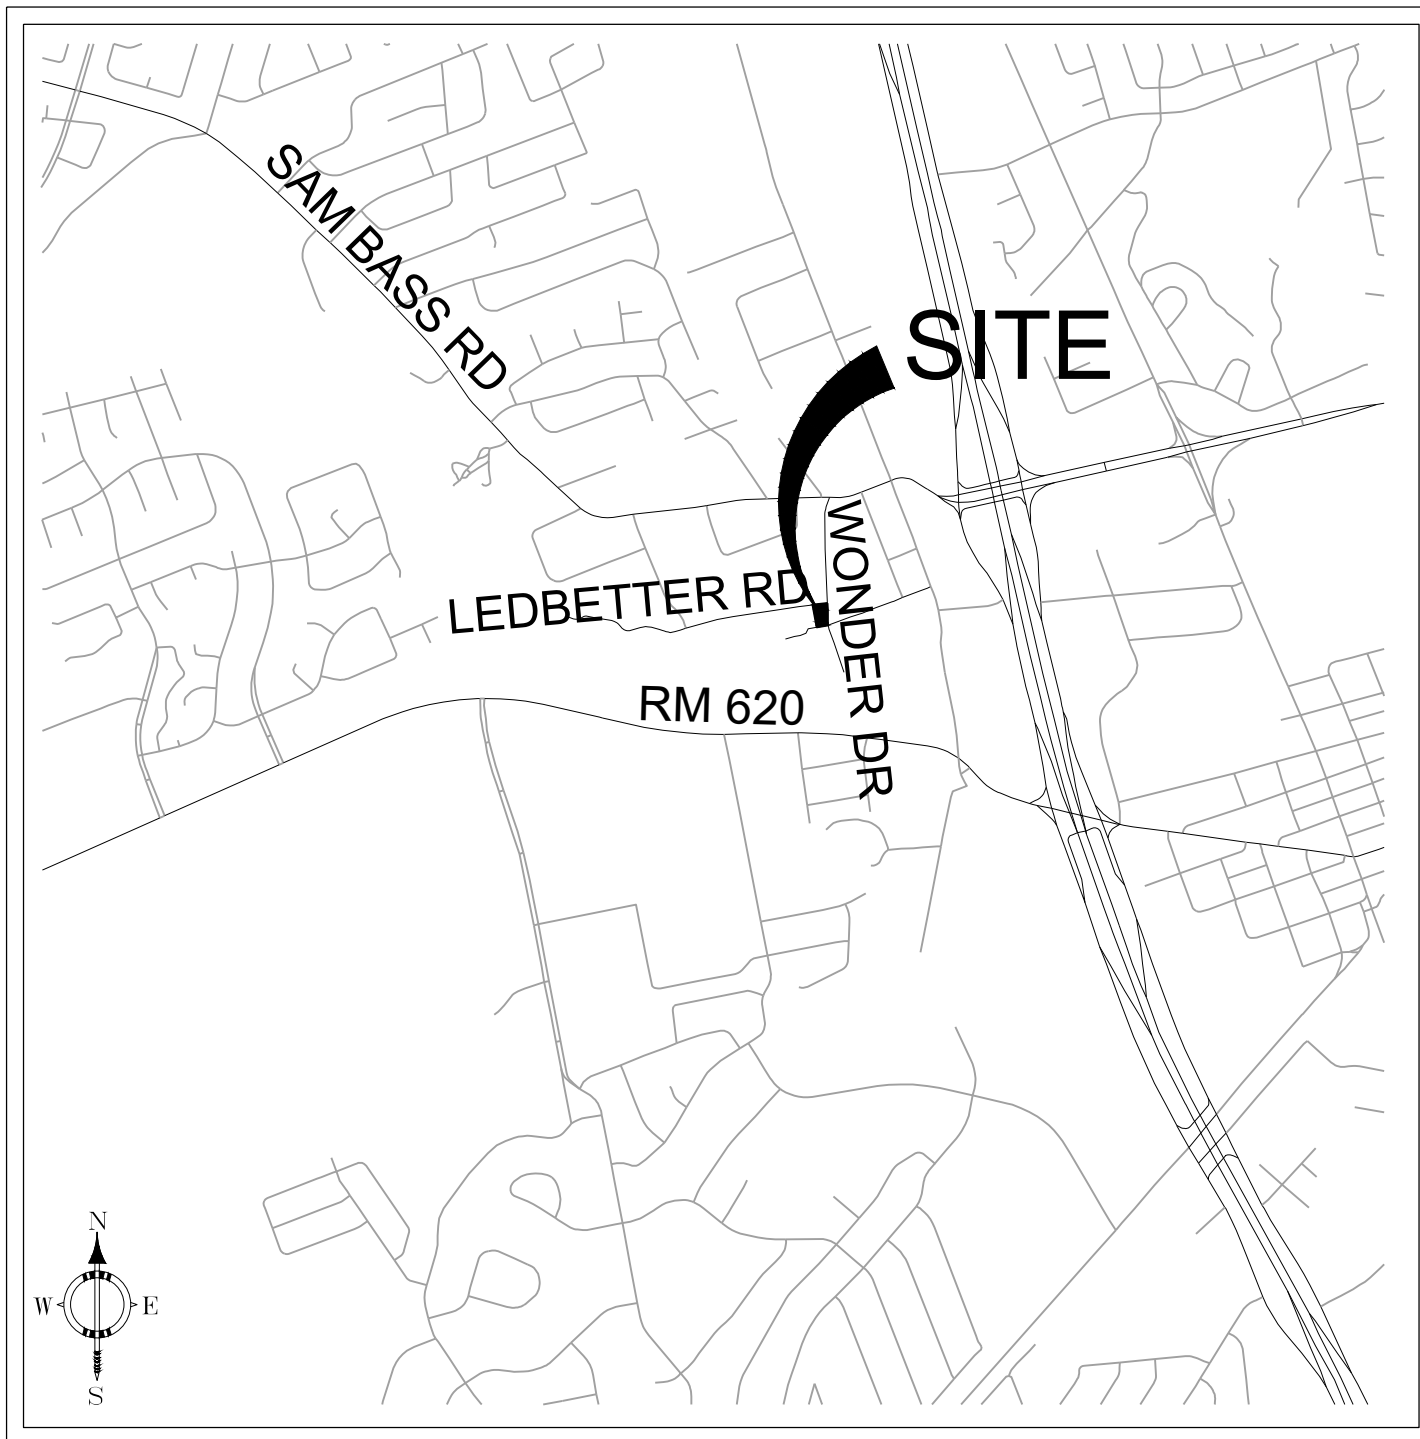 SAM BASS RD
SITE
WONDER DR
LEDBETTER RD
RM 620
N
W
E
S